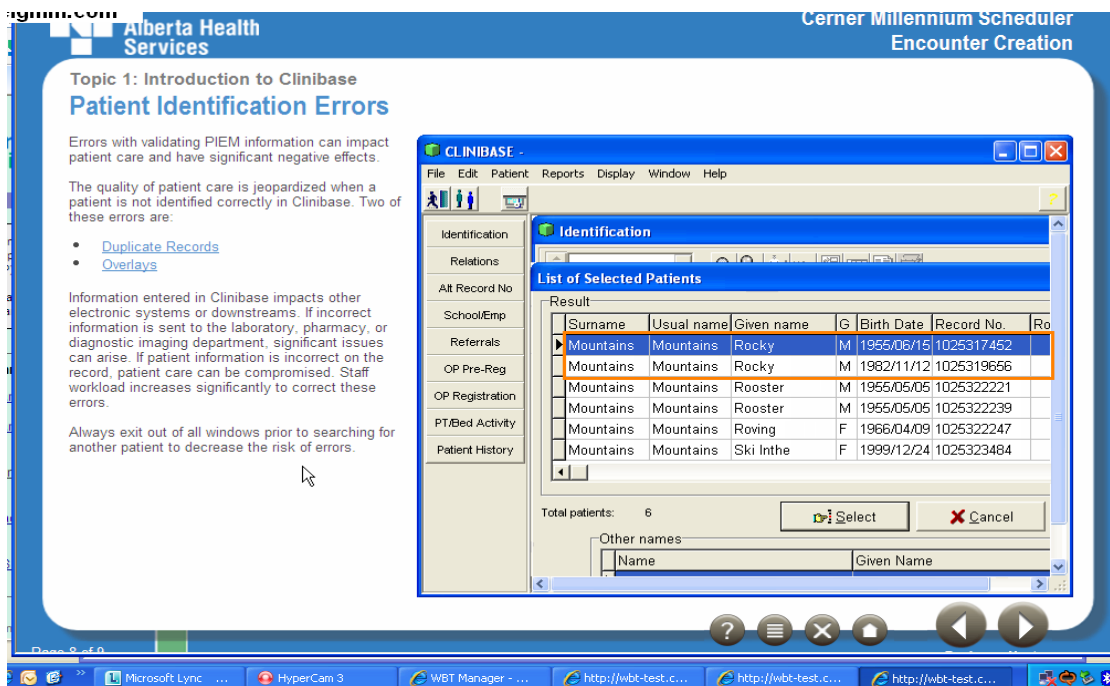 Alberta Health
Services
Cerner Millennium Scheduler
Encounter Creation
Topic 1: Introduction to Clinibase
Patient Identification Errors
Errors with validating PIEM information can impact
patient care and have significant negative effects.
The quality of patient care is jeopardized when a
patient is not identified correctly in Clinibase. Two of
these errors are:
• Duplicate Records
• Overlays
Information entered in Clinibase impacts other
electronic systems or downstreams. If incorrect
information is sent to the laboratory, pharmacy, or
diagnostic imaging department, significant issues
can arise. If patient information is incorrect on the
record, patient care can be compromised. Staff
workload increases significantly to correct these
errors.
Always exit out of all windows prior to searching for
another patient to decrease the risk of errors.
CLINIBASE -
File Edit Patient Reports Display Window Help
Identification
Relations
Alt Record No
School/Emp
Referrals
OP Pre-Reg
OP Registration
PT/Bed Activity
Patient History
Identification
List of Selected Patients
Result
Surname Usual name Given name G Birth Date Record No. Ro
Mountains Mountains Rocky M 1955/06/15 1025317452
Mountains Mountains Rocky M 1982/11/12 1025319656
Mountains Mountains Rooster M 1955/05/05 1025322221
Mountains Mountains Rooster M 1955/05/05 1025322239
Mountains Mountains Roving F 1966/04/09 1025322247
Mountains Mountains Ski Inthe F 1999/12/24 1025323484
Total patients: 6
Select Cancel
Other names
Name Given Name
Page 8 of 9
Microsoft Lync ... HyperCam 3 WBT Manager - ... http://wbt-test.c... http://wbt-test.c... http://wbt-test.c...